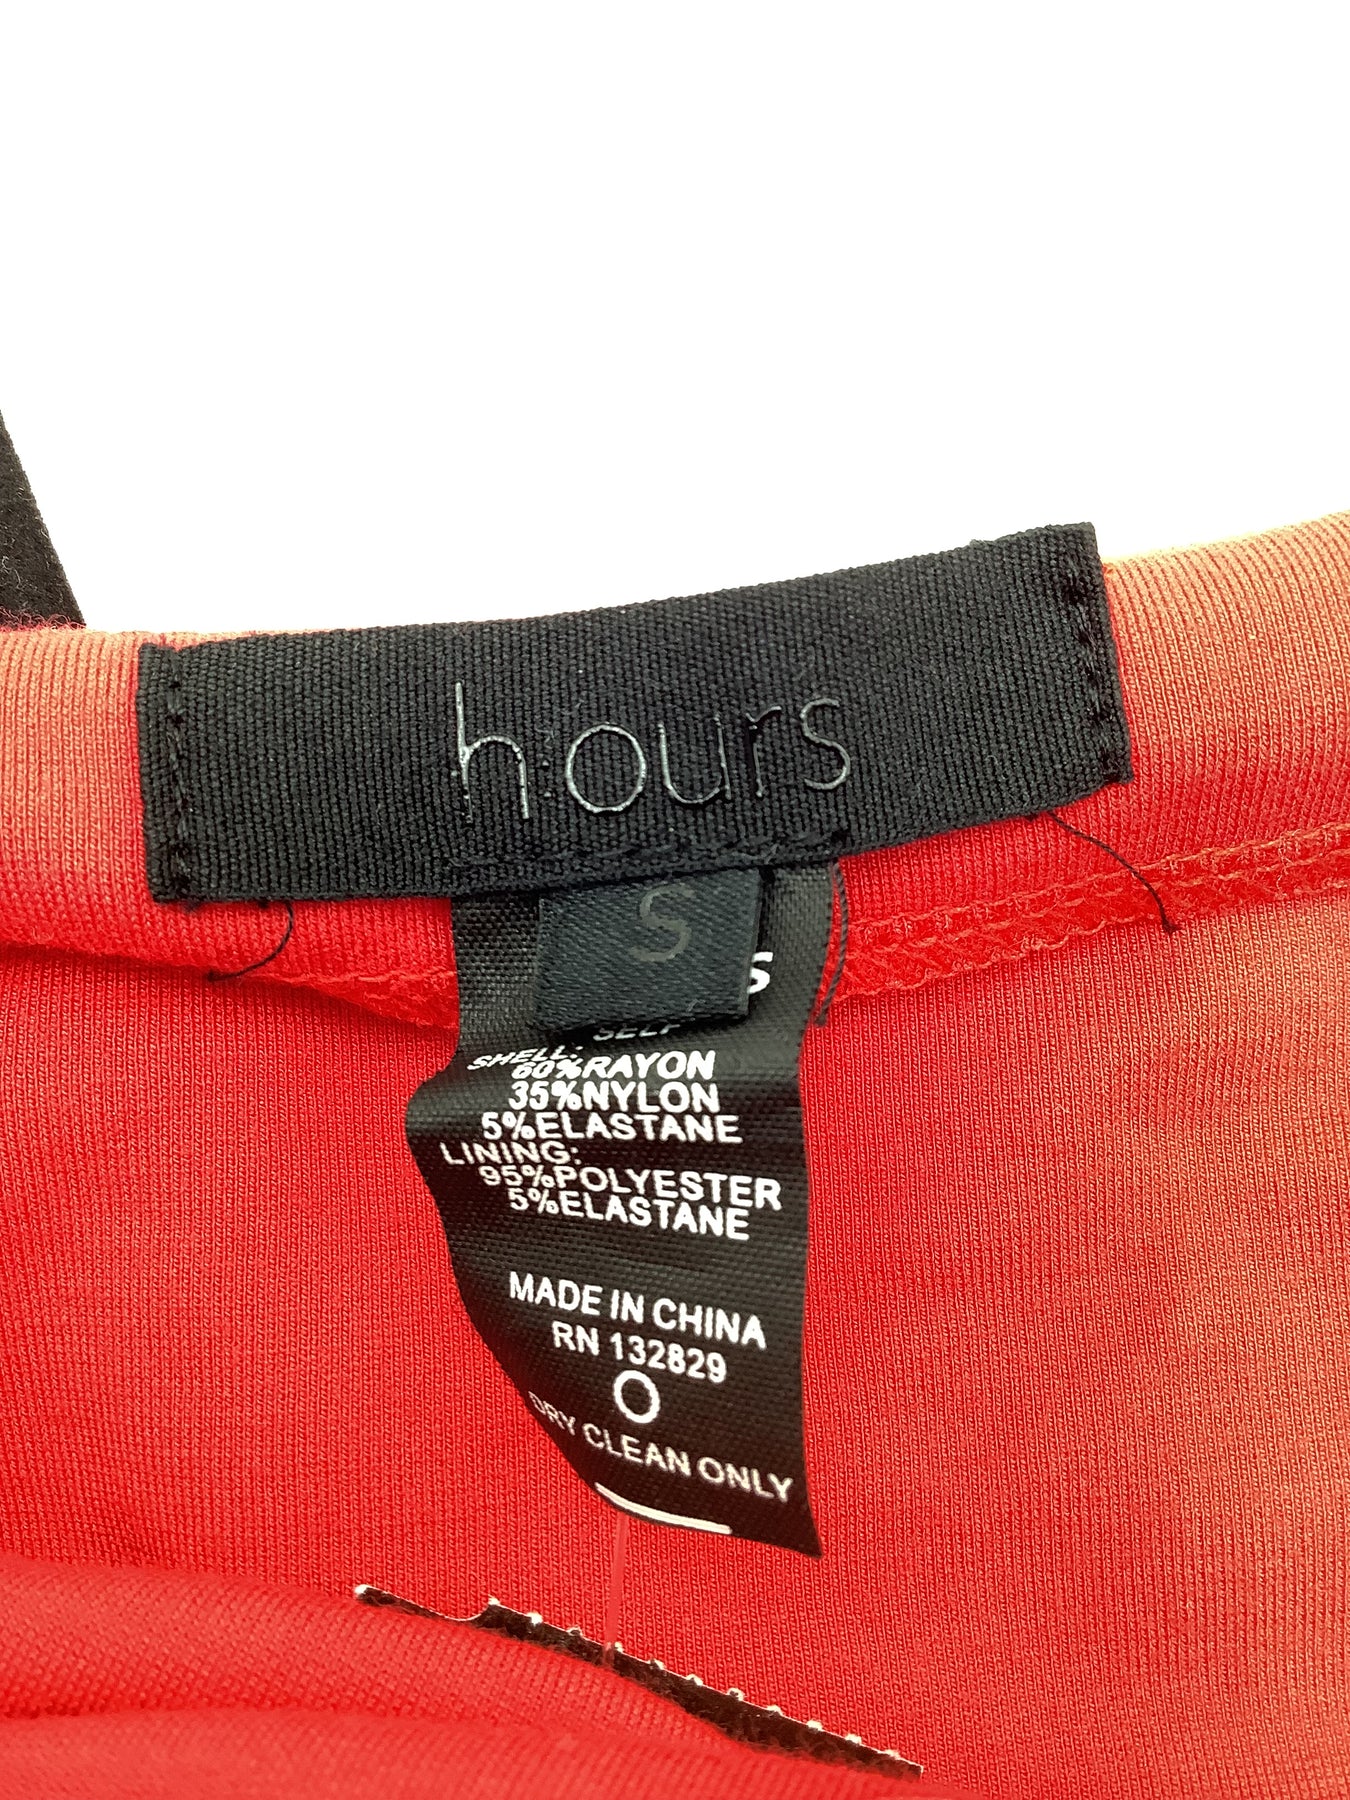 h:ours
S
S
SELF
SHELL:
60%RAYON
35%NYLON
5%ELASTANE
LINING:
95%POLYESTER
5%ELASTANE
MADE IN CHINA
RN 132829
DRY CLEAN ONLY